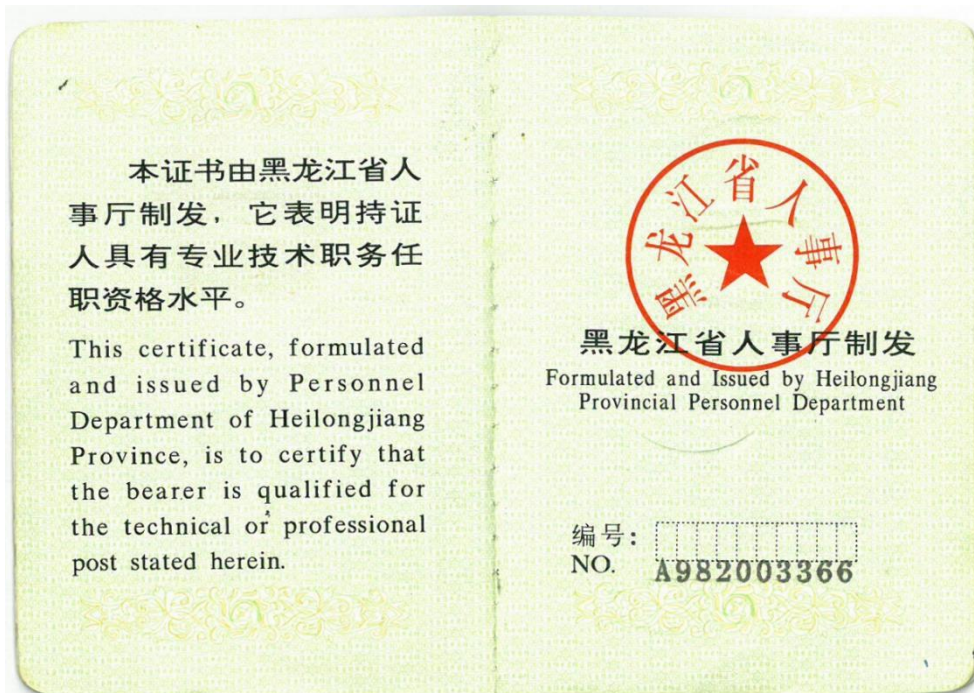 本证书由黑龙江省人
事厅制发，它表明持证
人具有专业技术职务任
职资格水平。
This certificate, formulated
and issued by Personnel
Department of Heilongjiang
Province, is to certify that
the bearer is qualified for
the technical or professional
post stated herein.
黑龙江省人事厅
黑龙江省人事厅制发
Formulated and Issued by Heilongjiang
Provincial Personnel Department
编号:
NO. A982003366